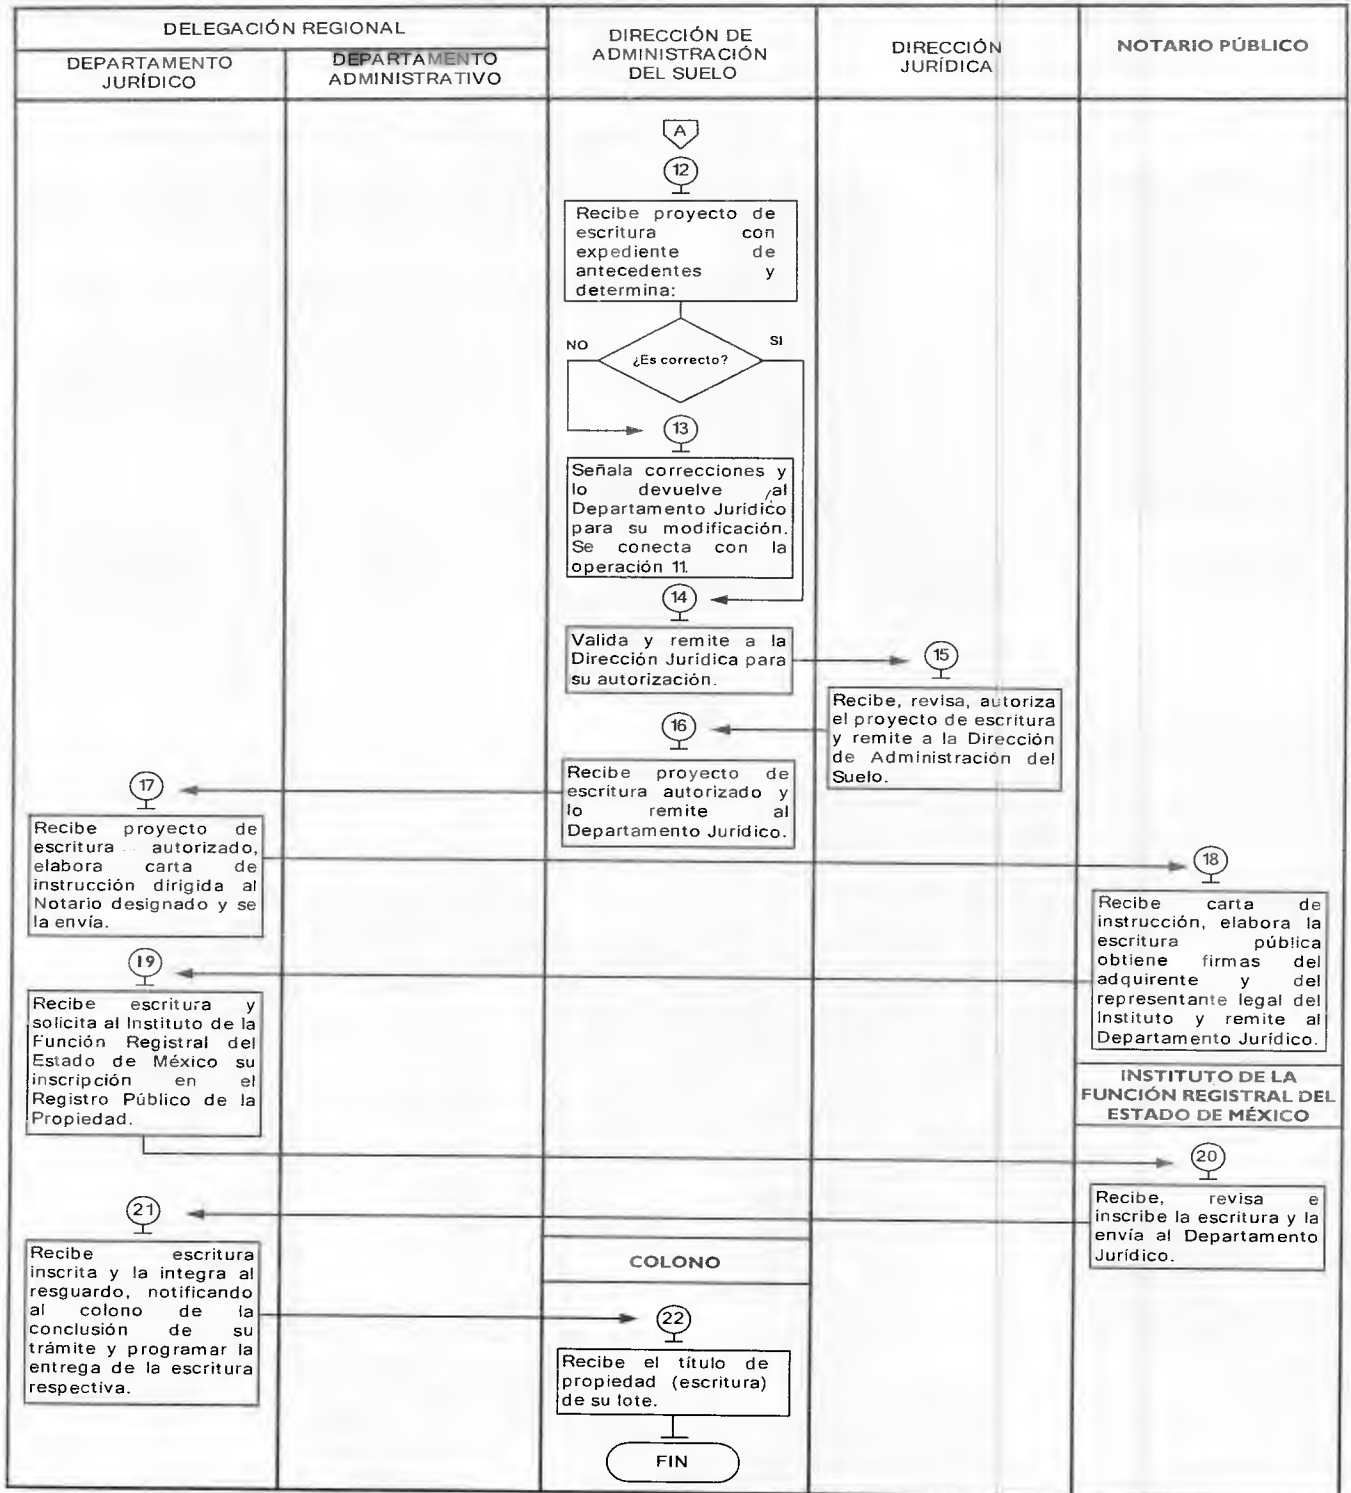 DELEGACIÓN REGIONAL
DEPARTAMENTO
JURÍDICO
DEPARTAMENTO
ADMINISTRATIVO
DIRECCIÓN DE
ADMINISTRACIÓN
DEL SUELO
DIRECCIÓN
JURÍDICA
NOTARIO PÚBLICO
A
12
Recibe proyecto de
escritura con
expediente de
antecedentes y
determina:
NO
¿Es correcto?
SI
13
Señala correcciones y
lo devuelve al
Departamento Jurídico
para su modificación.
Se conecta con la
operación 11.
14
Valida y remite a la
Dirección Jurídica para
su autorización.
15
Recibe, revisa, autoriza
el proyecto de escritura
y remite a la Dirección
de Administración del
Suelo.
16
Recibe proyecto de
escritura autorizado y
lo remite al
Departamento Jurídico.
17
Recibe proyecto de
escritura autorizado,
elabora carta de
instrucción dirigida al
Notario designado y se
la envía.
18
Recibe carta de
instrucción, elabora la
escritura pública
obtiene firmas del
adquirente y del
representante legal del
Instituto y remite al
Departamento Jurídico.
19
Recibe escritura y
solicita al Instituto de la
Función Registral del
Estado de México su
inscripción en el
Registro Público de la
Propiedad.
INSTITUTO DE LA
FUNCIÓN REGISTRAL DEL
ESTADO DE MÉXICO
20
Recibe, revisa e
inscribe la escritura y la
envía al Departamento
Jurídico.
21
Recibe escritura
inscrita y la integra al
resguardo, notificando
al colono de la
conclusión de su
trámite y programar la
entrega de la escritura
respectiva.
COLONO
22
Recibe el título de
propiedad (escritura)
de su lote.
FIN